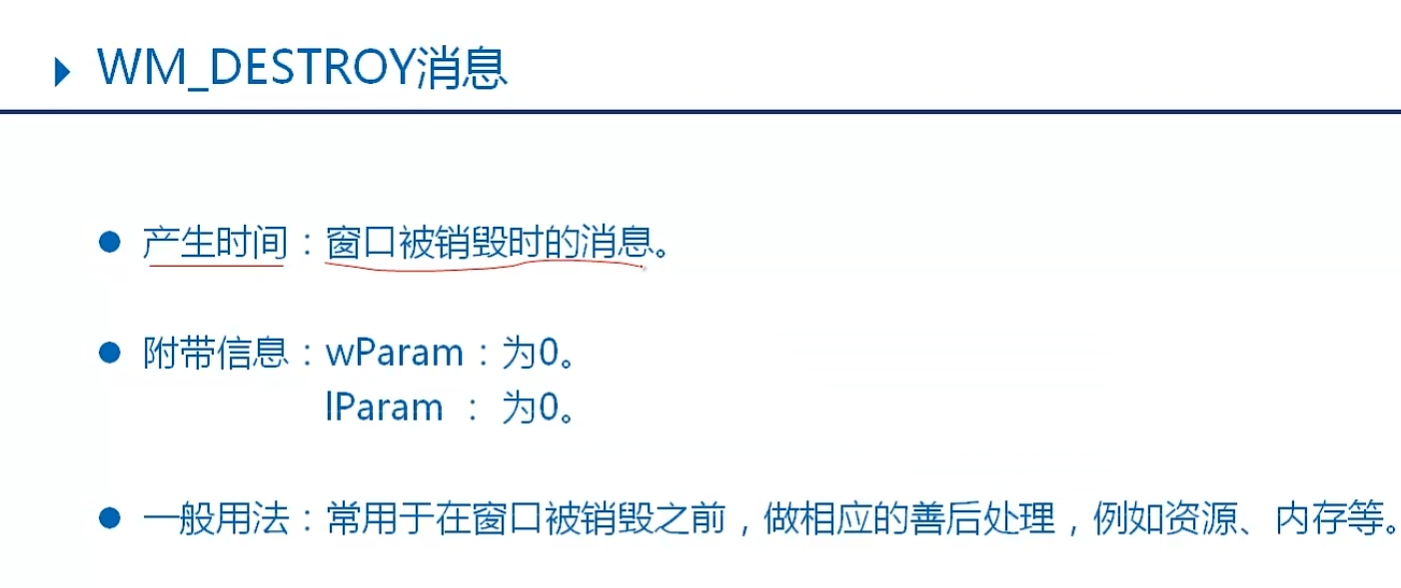 WM_DESTROY消息
产生时间：窗口被销毁时的消息。
附带信息：wParam：为0。
lParam ： 为0。
一般用法：常用于在窗口被销毁之前，做相应的善后处理，例如资源、内存等。